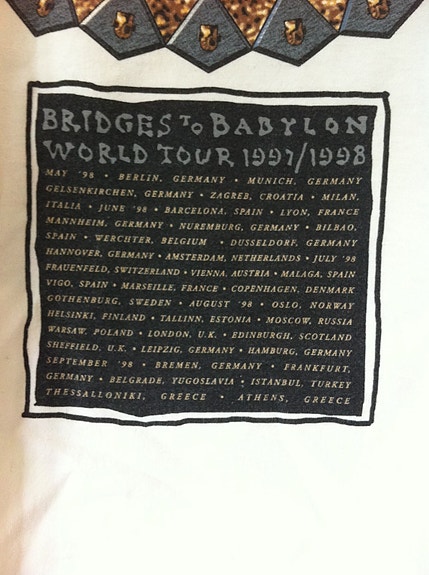 BRIDGES TO BABYLON
WORLD TOUR 1997/1998
MAY '98 • BERLIN, GERMANY • MUNICH, GERMANY
GELSENKIRCHEN, GERMANY • ZAGREB, CROATIA • MILAN,
ITALIA • JUNE '98 • BARCELONA, SPAIN • LYON, FRANCE
MANNHEIM, GERMANY • NUREMBURG, GERMANY • BILBAO,
SPAIN • WERCHTER, BELGIUM • DUSSELDORF, GERMANY
HANNOVER, GERMANY • AMSTERDAM, NETHERLANDS • JULY '98
FRAUENFELD, SWITZERLAND • VIENNA, AUSTRIA • MALAGA, SPAIN
VIGO, SPAIN • MARSEILLE, FRANCE • COPENHAGEN, DENMARK
GOTHENBURG, SWEDEN • AUGUST '98 • OSLO, NORWAY
HELSINKI, FINLAND • TALLINN, ESTONIA • MOSCOW, RUSSIA
WARSAW, POLAND • LONDON, U.K. • EDINBURGH, SCOTLAND
SHEFFIELD, U.K. • LEIPZIG, GERMANY • HAMBURG, GERMANY
SEPTEMBER '98 • BREMEN, GERMANY • FRANKFURT,
GERMANY • BELGRADE, YUGOSLAVIA • ISTANBUL, TURKEY
THESSALLONIKI, GREECE • ATHENS, GREECE